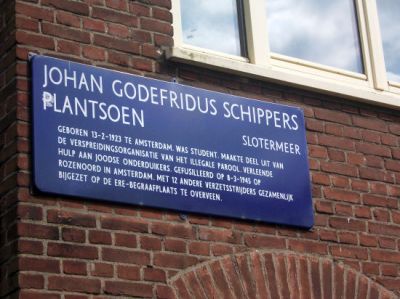 JOHAN GODEFRIDUS SCHIPPERS
PLANTSOEN
SLOTERMEER
GEBOREN 13-2-1923 TE AMSTERDAM. WAS STUDENT. MAAKTE DEEL UIT VAN
DE VERSPREIDINGSORGANISATIE VAN HET ILLEGALE PAROOL. VERLEENDE
HULP AAN JOODSE ONDERDUIKERS. GEFUSILLEERD OP 8-3-1945 OP
ROZENOORD IN AMSTERDAM. MET 12 ANDERE VERZETSSTRIJDERS GEZAMENLIJK
BIJGEZET OP DE ERE-BEGRAAFPLAATS TE OVERVEEN.